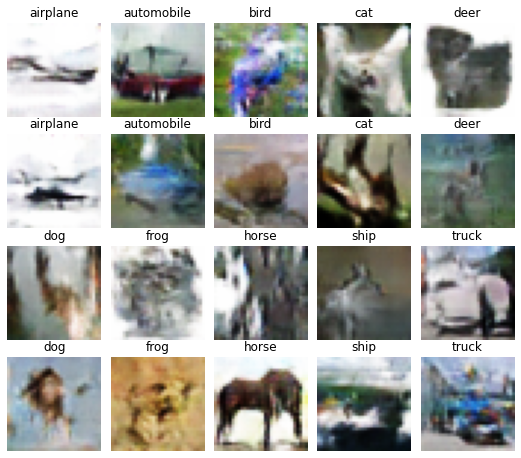 airplane automobile bird cat deer
airplane automobile bird cat deer
dog frog horse ship truck
dog frog horse ship truck